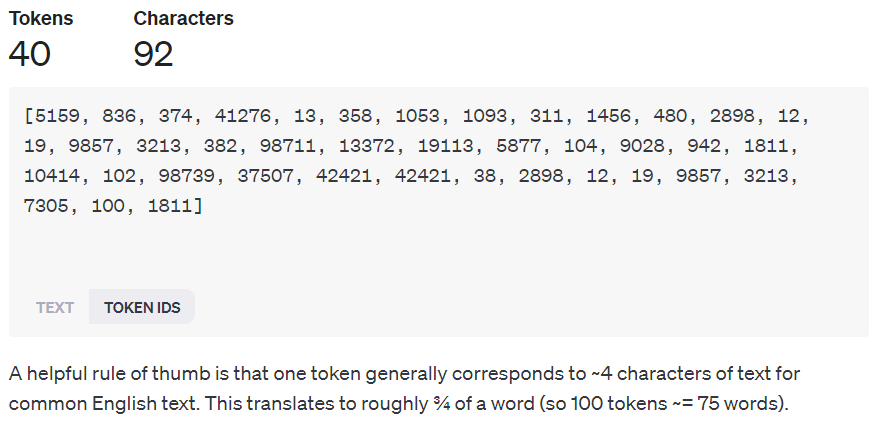 Tokens Characters
40 92
[5159, 836, 374, 41276, 13, 358, 1053, 1093, 311, 1456, 480, 2898, 12,
19, 9857, 3213, 382, 98711, 13372, 19113, 5877, 104, 9028, 942, 1811,
10414, 102, 98739, 37507, 42421, 42421, 38, 2898, 12, 19, 9857, 3213,
7305, 100, 1811]
TEXT TOKEN IDS
A helpful rule of thumb is that one token generally corresponds to ~4 characters of text for
common English text. This translates to roughly ¾ of a word (so 100 tokens ~= 75 words).